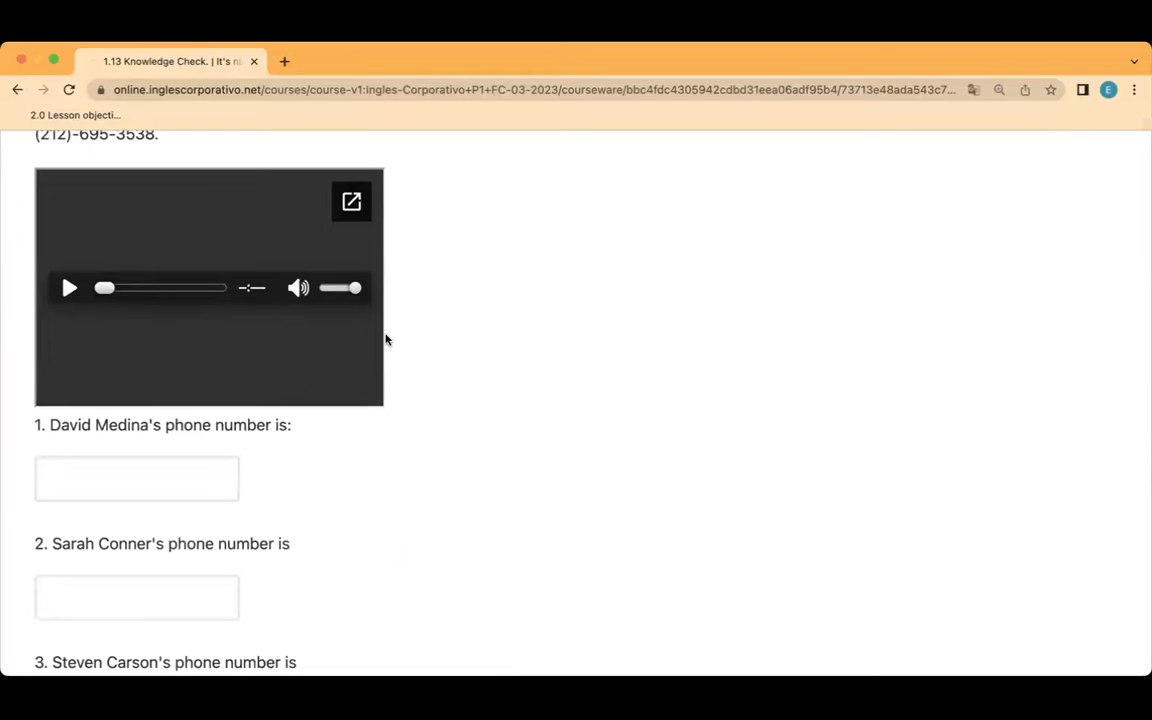 1.13 Knowledge Check. | It's ni
online.inglescorporativo.net/courses/course-v1:ingles-Corporativo+P1+FC-03-2023/courseware/bbc4fdc4305942cdbd31eea06adf95b4/73713e48ada543c7...
E
2.0 Lesson objecti...
(212)-695-3538.
-:--
1. David Medina's phone number is:
2. Sarah Conner's phone number is
3. Steven Carson's phone number is